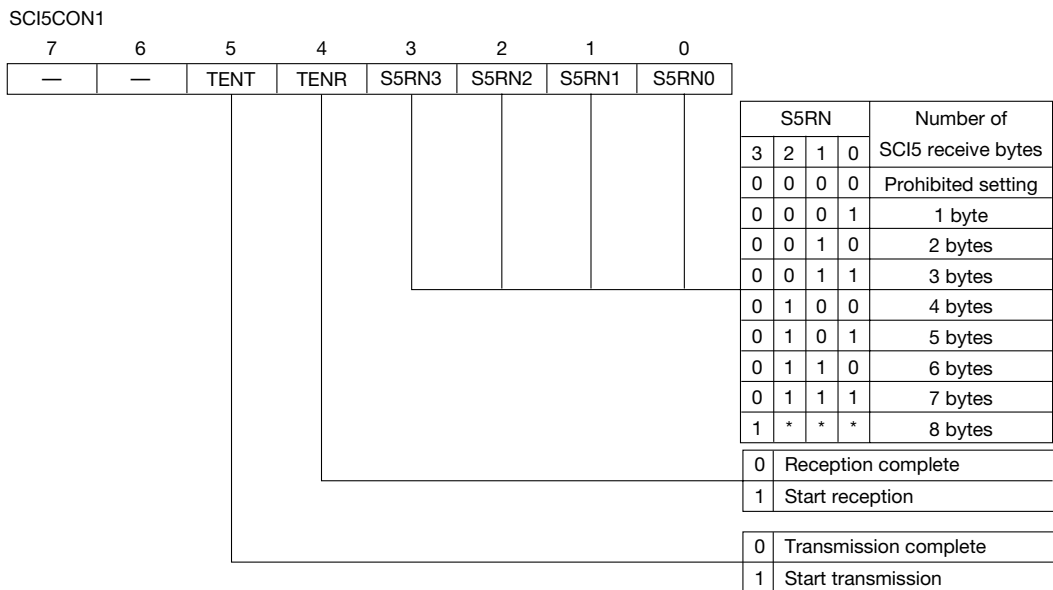 SCI5CON1
7 6 5 4 3 2 1 0
— — TENT TENR S5RN3 S5RN2 S5RN1 S5RN0
S5RN Number of
3 2 1 0 SCI5 receive bytes
0 0 0 0 Prohibited setting
0 0 0 1 1 byte
0 0 1 0 2 bytes
0 0 1 1 3 bytes
0 1 0 0 4 bytes
0 1 0 1 5 bytes
0 1 1 0 6 bytes
0 1 1 1 7 bytes
1 * * * 8 bytes
0 Reception complete
1 Start reception
0 Transmission complete
1 Start transmission